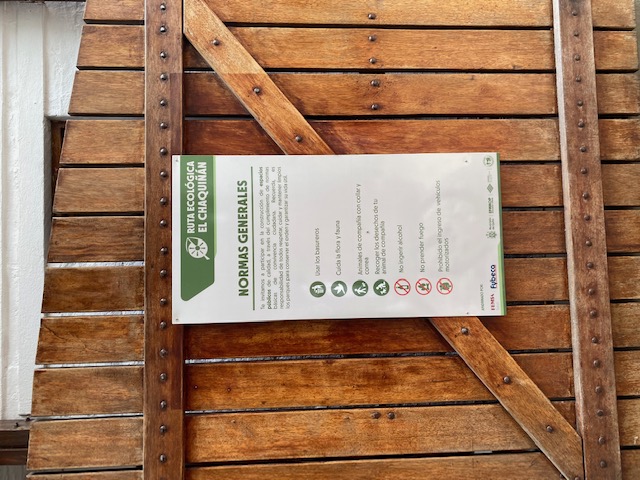 RUTA ECOLÓGICA
EL CHAQUIÑÁN
NORMAS GENERALES
Te invitamos a participar em la construcción de espacios
públicos de calidad, a través del cumplimiento de normas
básicas de convivencia ciudadana. Recuerda, es
responsabilidad de todos respetar, cuidar y mantener limpios
los parques para conservar el orden y garantizar su vida útil.
Usar los basureros
Cuida la flora y fauna
Animales de compañía con collar y
correa
Recoger los desechos de tu
animal de compañía
No ingerir alcohol
No prender fuego
Prohibido el ingreso de vehículos
motorizados
FEMSA
Fybeca